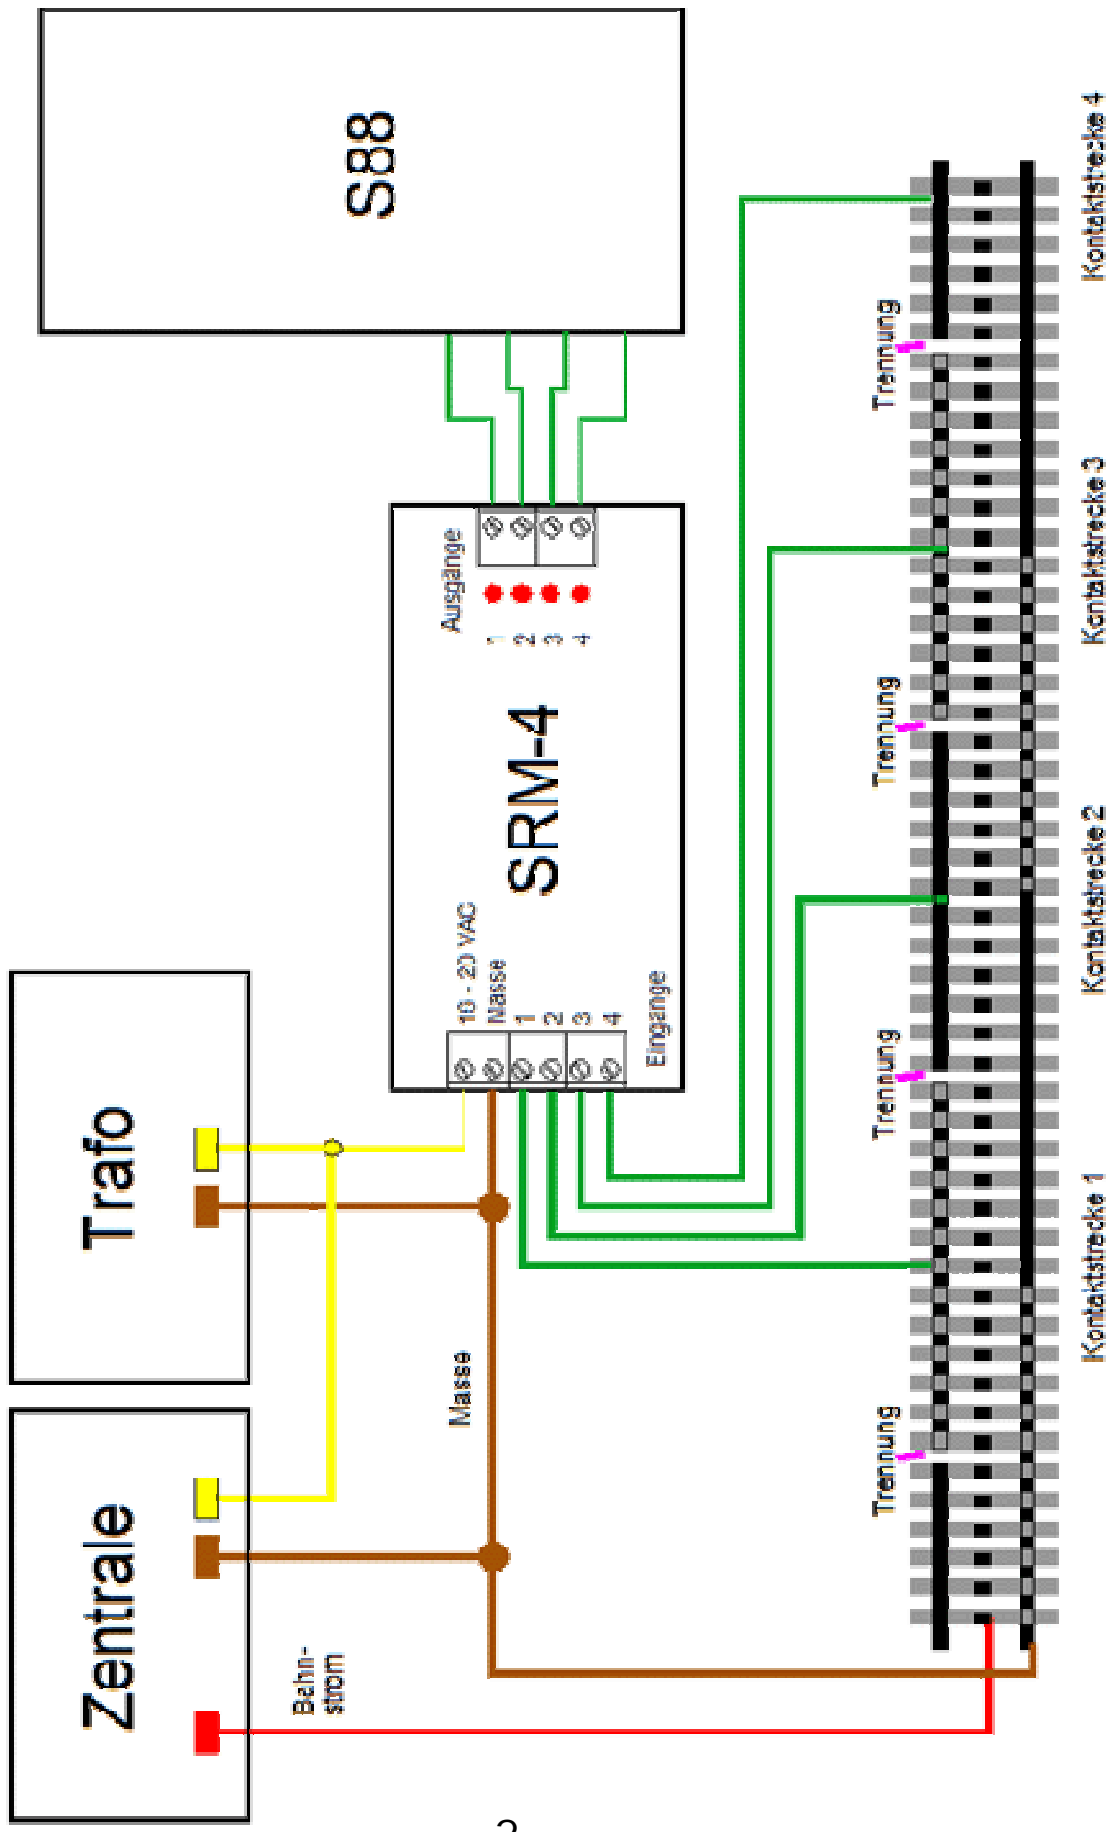 S88
Ausgänge
1
2
3
4
SRM-4
16 - 20 VAC
Masse
1
2
3
4
Eingänge
Trafo
Zentrale
Bahn-
strom
Masse
Trennung
Trennung
Trennung
Trennung
Kontaktstrecke 1
Kontaktstrecke 2
Kontaktstrecke 3
Kontaktstrecke 4